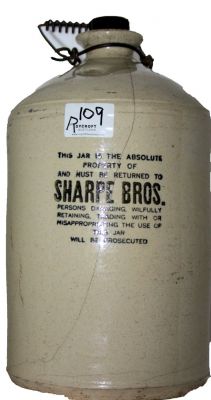 109
ROYCROFT
THIS JAR IS THE ABSOLUTE
PROPERTY OF
AND MUST BE RETURNED TO
SHARPE BROS.
PERSONS DAMAGING, WILFULLY
RETAINING, TRADING WITH OR
MISAPPROPRIATING THE USE OF
THIS JAR
WILL BE PROSECUTED